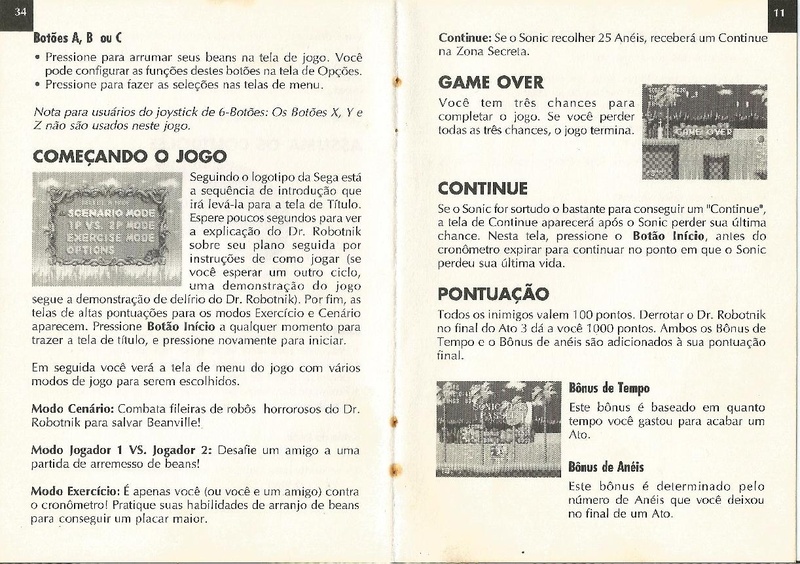 34
Botões A, B ou C
• Pressione para arrumar seus beans na tela de jogo. Você
pode configurar as funções destes botões na tela de Opções.
• Pressione para fazer as seleções nas telas de menu.
Nota para usuários do joystick de 6-Botões: Os Botões X, Y e
Z não são usados neste jogo.
COMEÇANDO O JOGO
SCENARIO MODE
1P VS. 2P MODE
EXERCISE MODE
OPTIONS
Seguindo o logotipo da Sega está
a sequência de introdução que
irá levá-la para a tela de Título.
Espere poucos segundos para ver
a explicação do Dr. Robotnik
sobre seu plano seguida por
instruções de como jogar (se
você esperar um outro ciclo,
uma demonstração do jogo
segue a demonstração de delírio do Dr. Robotnik). Por fim, as
telas de altas pontuações para os modos Exercício e Cenário
aparecem. Pressione Botão Início a qualquer momento para
trazer a tela de título, e pressione novamente para iniciar.
Em seguida você verá a tela de menu do jogo com vários
modos de jogo para serem escolhidos.
Modo Cenário: Combata fileiras de robôs horrorosos do Dr.
Robotnik para salvar Beanville!
Modo Jogador 1 VS. Jogador 2: Desafie um amigo a uma
partida de arremesso de beans!
Modo Exercício: É apenas você (ou você e um amigo) contra
o cronômetro! Pratique suas habilidades de arranjo de beans
para conseguir um placar maior.
11
Continue: Se o Sonic recolher 25 Anéis, receberá um Continue
na Zona Secreta.
GAME OVER
Você tem três chances para
completar o jogo. Se você perder
todas as três chances, o jogo termina.
GAME OVER
CONTINUE
Se o Sonic for sortudo o bastante para conseguir um "Continue",
a tela de Continue aparecerá após o Sonic perder sua última
chance. Nesta tela, pressione o Botão Início, antes do
cronômetro expirar para continuar no ponto em que o Sonic
perdeu sua última vida.
PONTUAÇÃO
Todos os inimigos valem 100 pontos. Derrotar o Dr. Robotnik
no final do Ato 3 dá a você 1000 pontos. Ambos os Bônus de
Tempo e o Bônus de anéis são adicionados à sua pontuação
final.
Bônus de Tempo
Este bônus é baseado em quanto
tempo você gastou para acabar um
Ato.
Bônus de Anéis
Este bônus é determinado pelo
número de Anéis que você deixou
no final de um Ato.